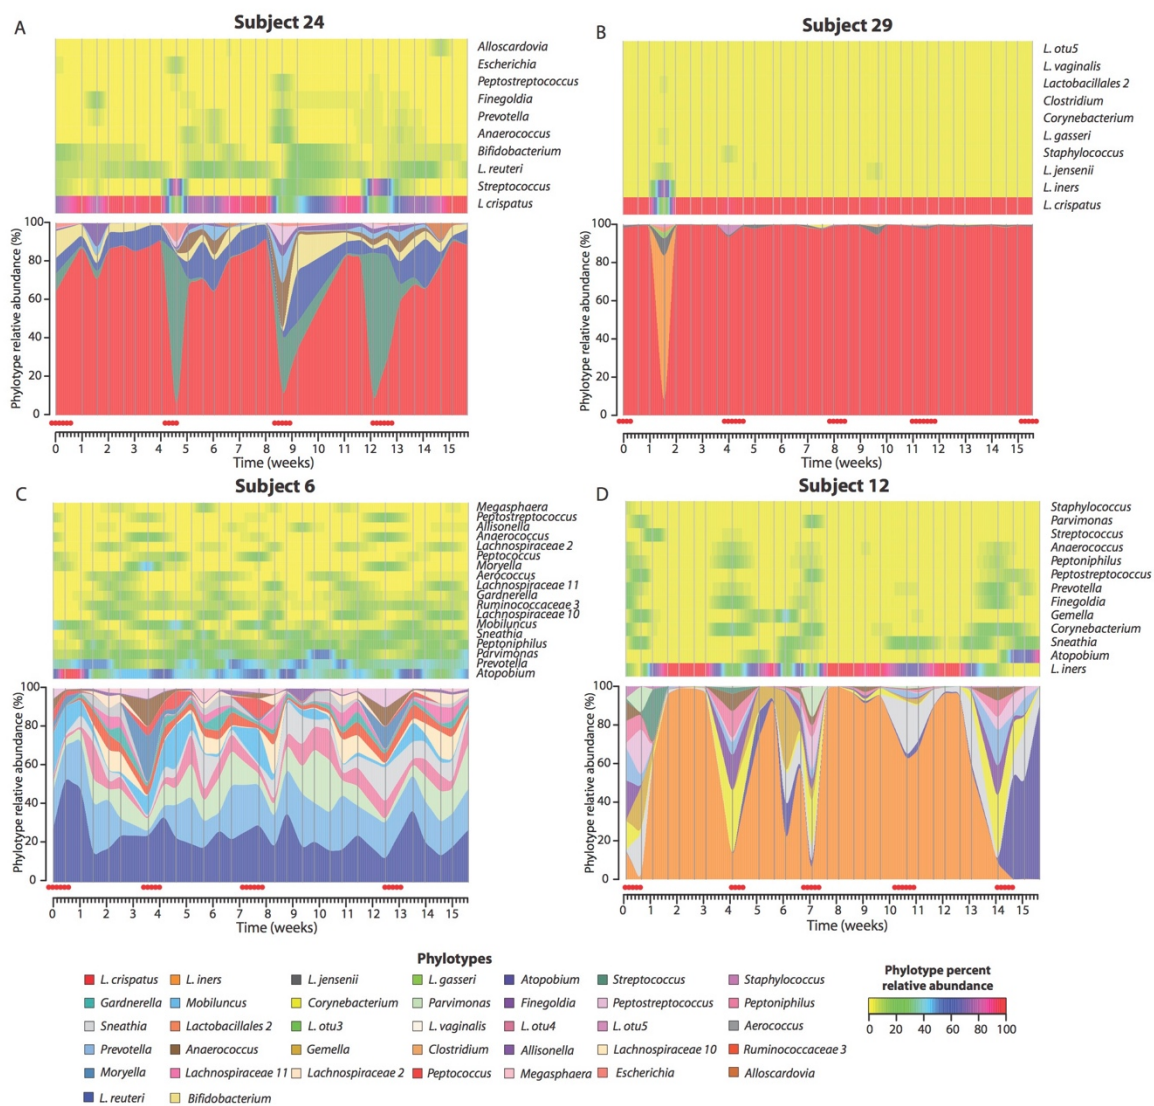 A
Subject 24
Alloscardovia
Escherichia
Peptostreptococcus
Finegoldia
Prevotella
Anaerococcus
Bifidobacterium
L. reuteri
Streptococcus
L crispatus
Phylotype relative abundance (%)
100
80
60
40
20
0
0 1 2 3 4 5 6 7 8 9 10 11 12 13 14 15
Time (weeks)
B
Subject 29
L. otu5
L. vaginalis
Lactobacillales 2
Clostridium
Corynebacterium
L. gasseri
Staphylococcus
L. jensenii
L. iners
L. crispatus
Phylotype relative abundance (%)
100
80
60
40
20
0
0 1 2 3 4 5 6 7 8 9 10 11 12 13 14 15
Time (weeks)
C
Subject 6
Megasphaera
Peptostreptococcus
Allisonella
Anaerococcus
Lachnospiraceae 2
Peptococcus
Moryella
Aerococcus
Lachnospiraceae 11
Gardnerella
Ruminococcaceae 3
Lachnospiraceae 10
Mobiluncus
Sneathia
Peptoniphilus
Parvimonas
Prevotella
Atopobium
Phylotype relative abundance (%)
100
80
60
40
20
0
0 1 2 3 4 5 6 7 8 9 10 11 12 13 14 15
Time (weeks)
D
Subject 12
Staphylococcus
Parvimonas
Streptococcus
Anaerococcus
Peptoniphilus
Peptostreptococcus
Prevotella
Finegoldia
Gemella
Corynebacterium
Sneathia
Atopobium
L. iners
Phylotype relative abundance (%)
100
80
60
40
20
0
0 1 2 3 4 5 6 7 8 9 10 11 12 13 14 15
Time (weeks)
Phylotypes
L. crispatus L. iners L. jensenii L. gasseri Atopobium Streptococcus Staphylococcus
Gardnerella Mobiluncus Corynebacterium Parvimonas Finegoldia Peptostreptococcus Peptoniphilus
Sneathia Lactobacillales 2 L. otu3 L. vaginalis L. otu4 L. otu5 Aerococcus
Prevotella Anaerococcus Gemella Clostridium Allisonella Lachnospiraceae 10 Ruminococcaceae 3
Moryella Lachnospiraceae 11 Lachnospiraceae 2 Peptococcus Megasphaera Escherichia Alloscardovia
L. reuteri Bifidobacterium
Phylotype percent
relative abundance
0 20 40 60 80 100